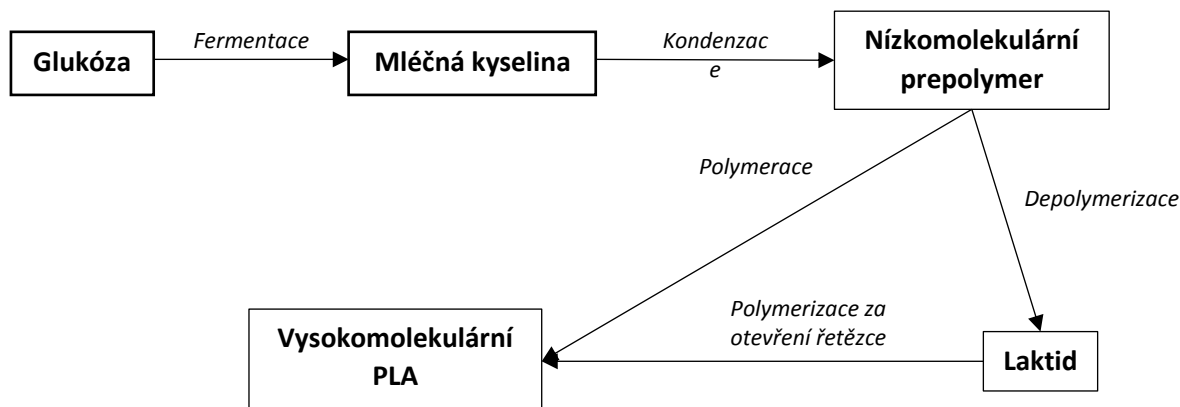 Glukóza
Fermentace
Mléčná kyselina
Kondenzac
e
Nízkomolekulární
prepolymer
Polymerace
Depolymerizace
Vysokomolekulární
PLA
Polymerizace za
otevření řetězce
Laktid